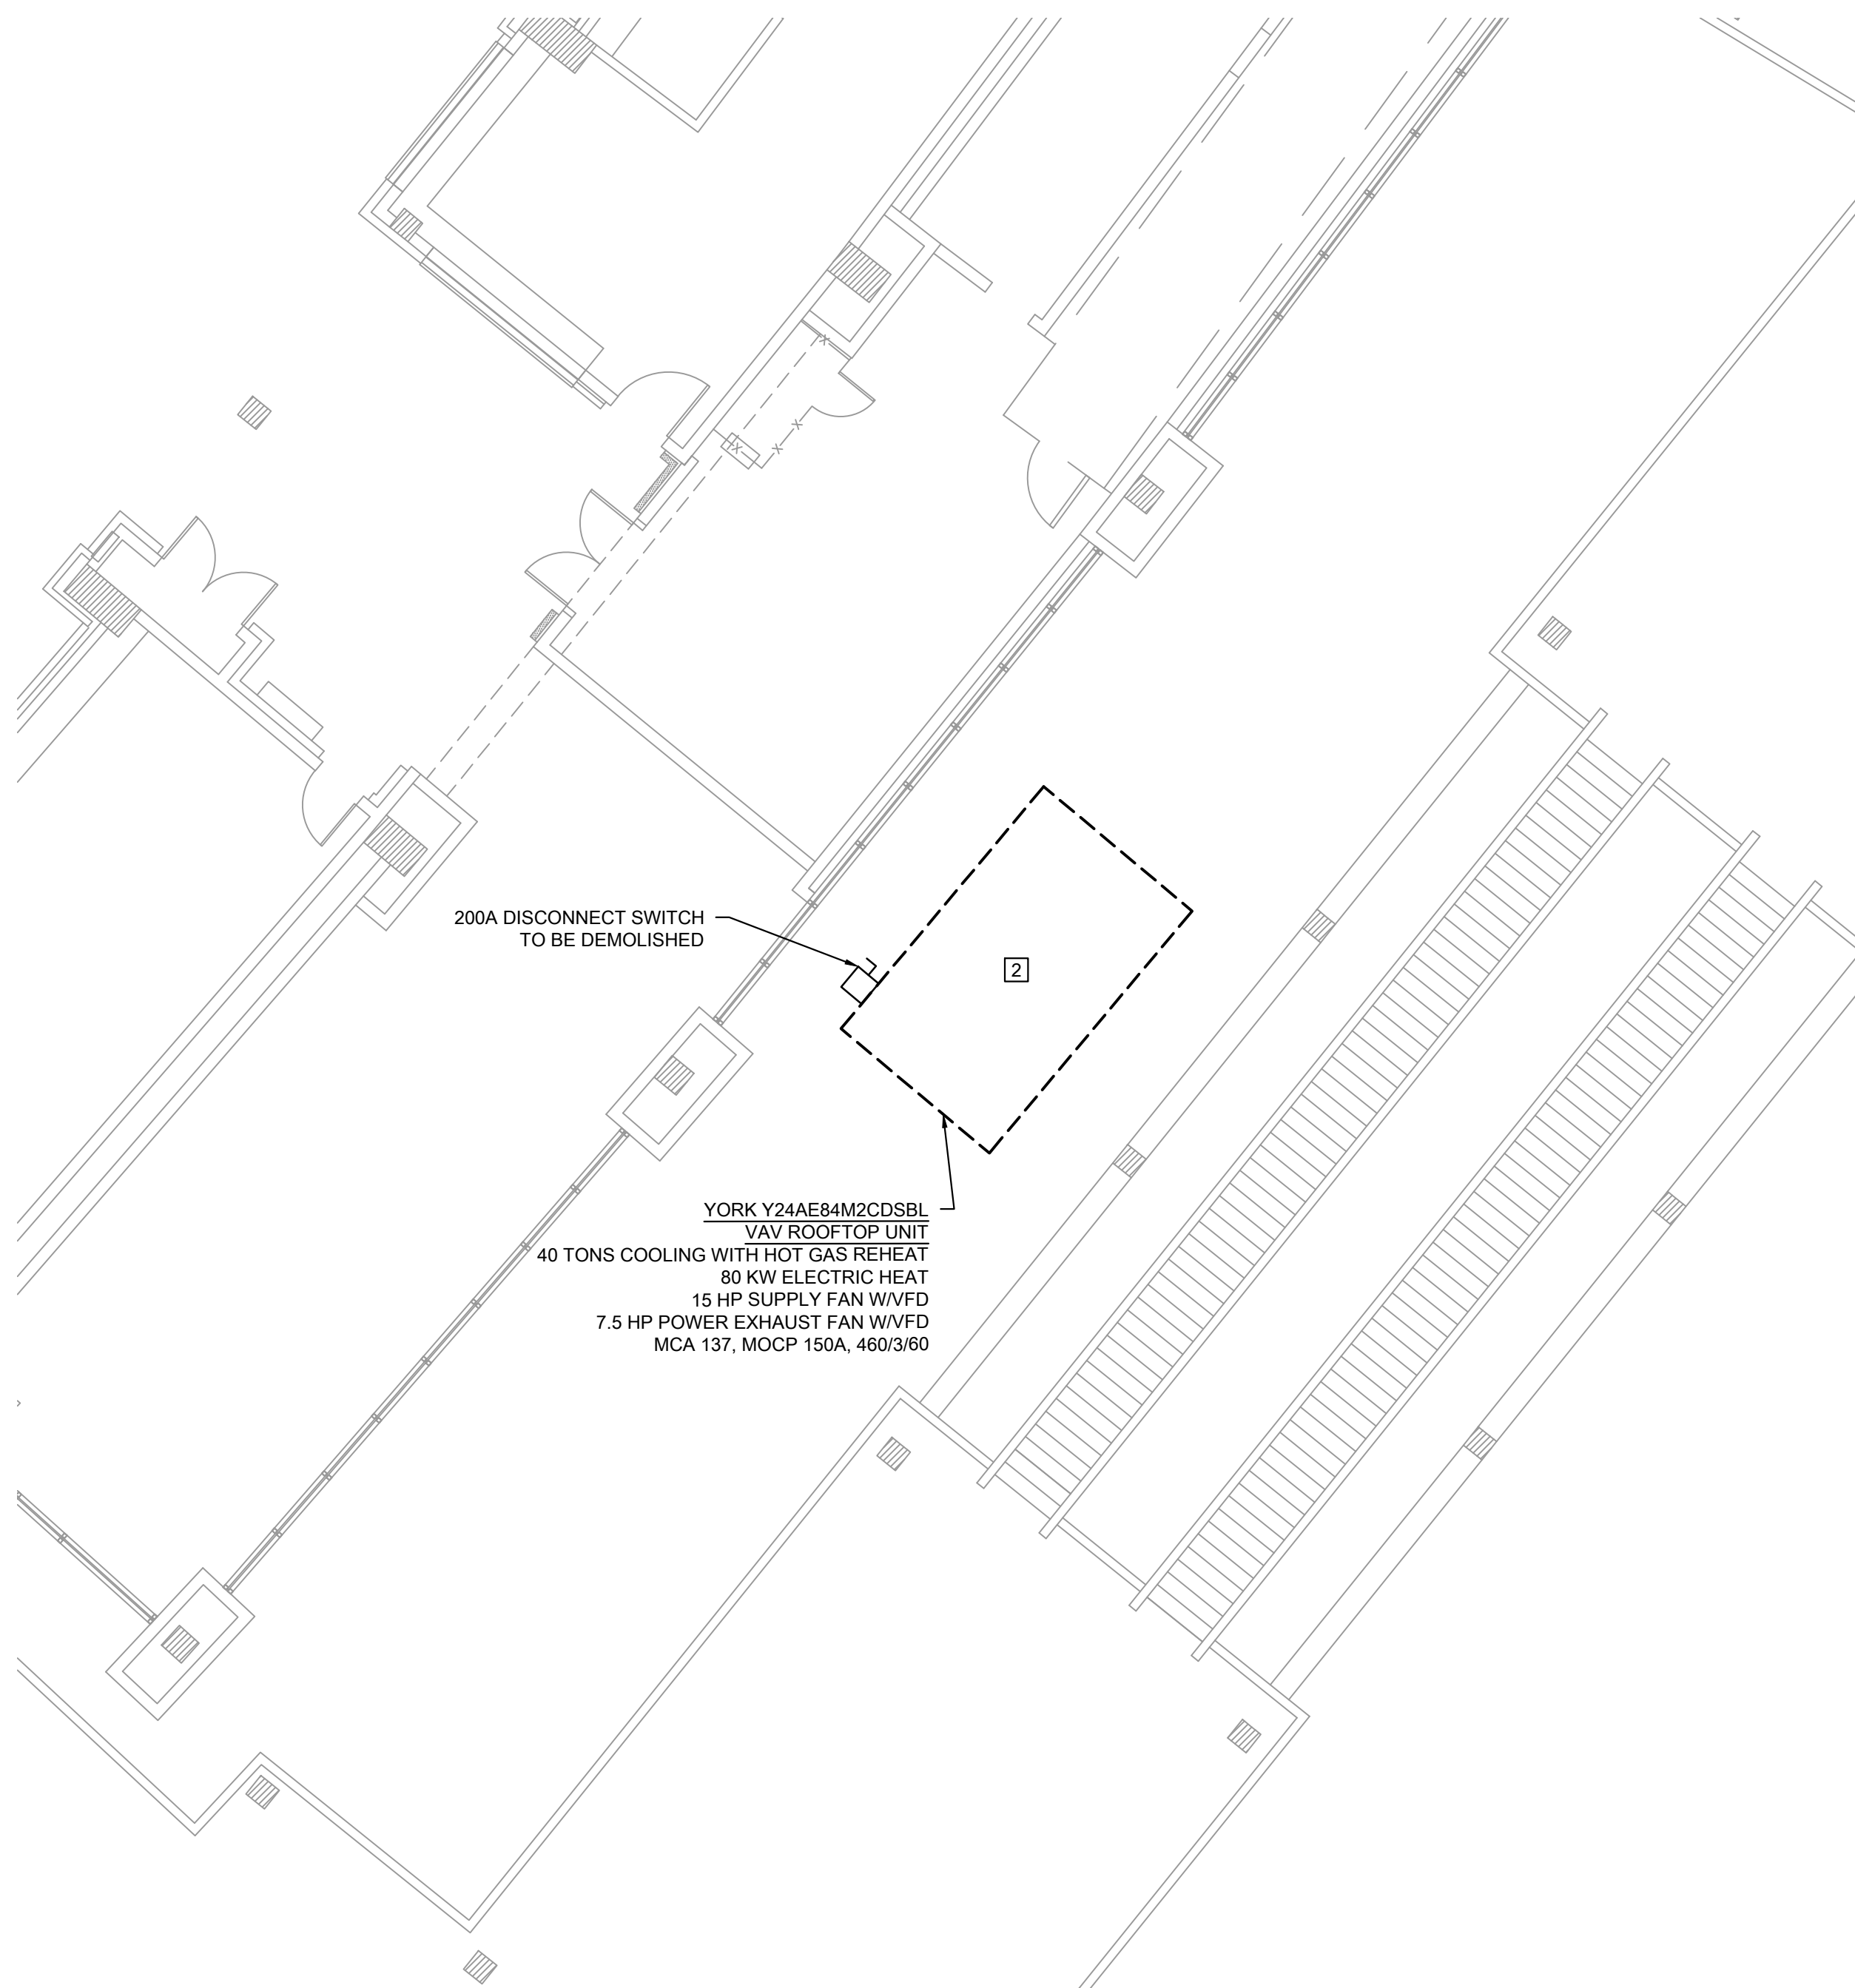 200A DISCONNECT SWITCH
TO BE DEMOLISHED
2
YORK Y24AE84M2CDSBL
VAV ROOFTOP UNIT
40 TONS COOLING WITH HOT GAS REHEAT
80 KW ELECTRIC HEAT
15 HP SUPPLY FAN W/VFD
7.5 HP POWER EXHAUST FAN W/VFD
MCA 137, MOCP 150A, 460/3/60